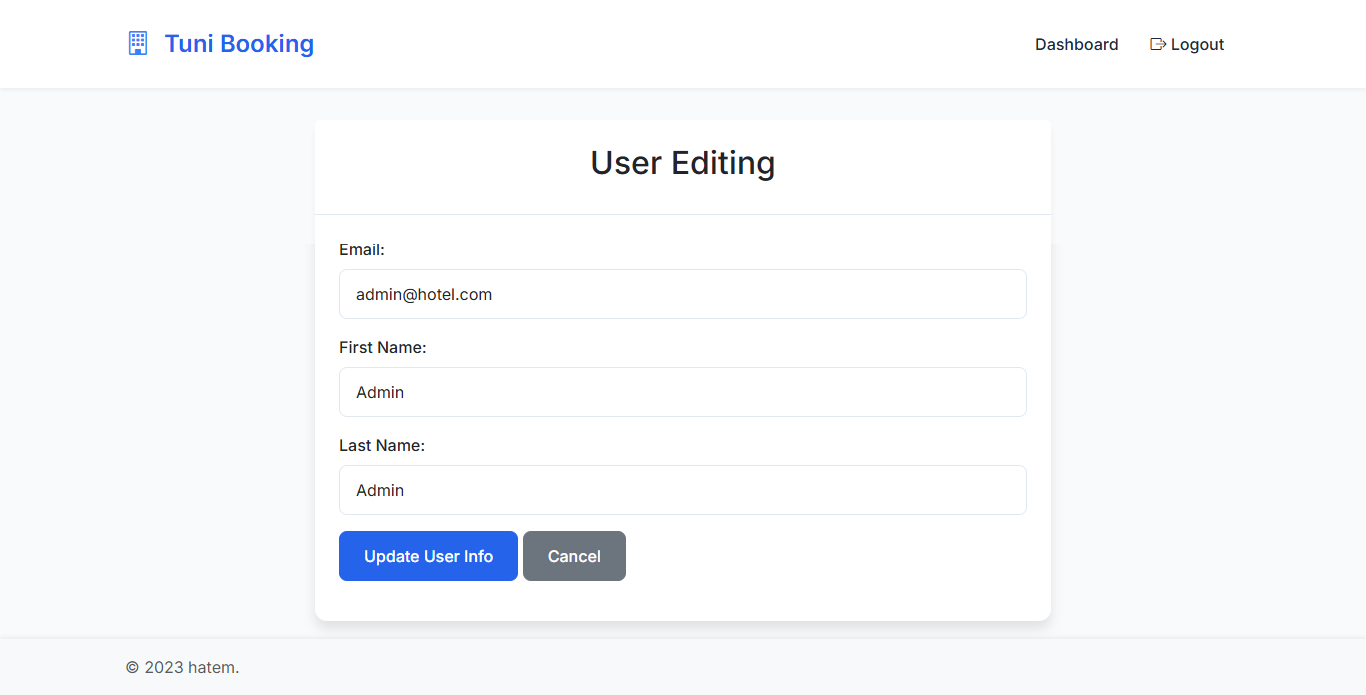 Tuni Booking
Dashboard
Logout
User Editing
Email:
admin@hotel.com
First Name:
Admin
Last Name:
Admin
Update User Info
Cancel
© 2023 hatem.